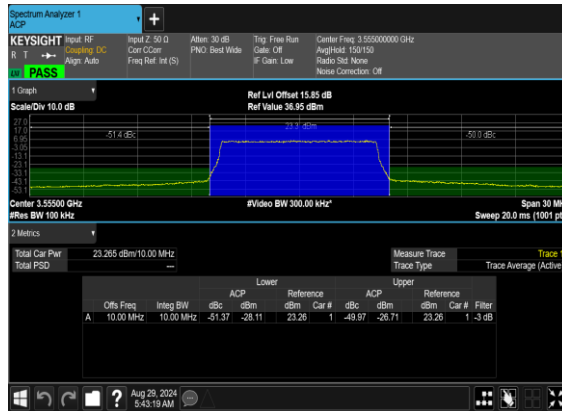 Spectrum Analyzer 1
ACP
+
KEYSIGHT Input: RF Input Z: 50 Ω Atten: 30 dB Trig: Free Run Center Freq: 3.555000000 GHz
R T Coupling: DC Corr CCorr PNO: Best Wide Gate: Off Avg|Hold: 150/150
Align: Auto Freq Ref: Int (S) IF Gain: Low Radio Std: None
PASS Noise Correction: Off
1 Graph
Ref Lvl Offset 15.85 dB
Scale/Div 10.0 dB Ref Value 36.95 dBm
27.0
17.0 -51.4 dBc 23.3 dBm -50.0 dBc
6.95
-3.05
-13.1
-23.1
-33.1
-43.1
-53.1
Center 3.55500 GHz #Video BW 300.00 kHz* Span 30 MH
#Res BW 100 kHz Sweep 20.0 ms (1001 pt
2 Metrics
Total Car Pwr 23.265 dBm/10.00 MHz Measure Trace Trace 1
Total PSD --- Trace Type Trace Average (Active
Lower Upper
ACP Reference ACP Reference
Offs Freq Integ BW dBc dBm dBm Car # dBc dBm dBm Car # Filter
A 10.00 MHz 10.00 MHz -51.37 -28.11 23.26 1 -49.97 -26.71 23.26 1 -3 dB
?
Aug 29, 2024
5:43:19 AM